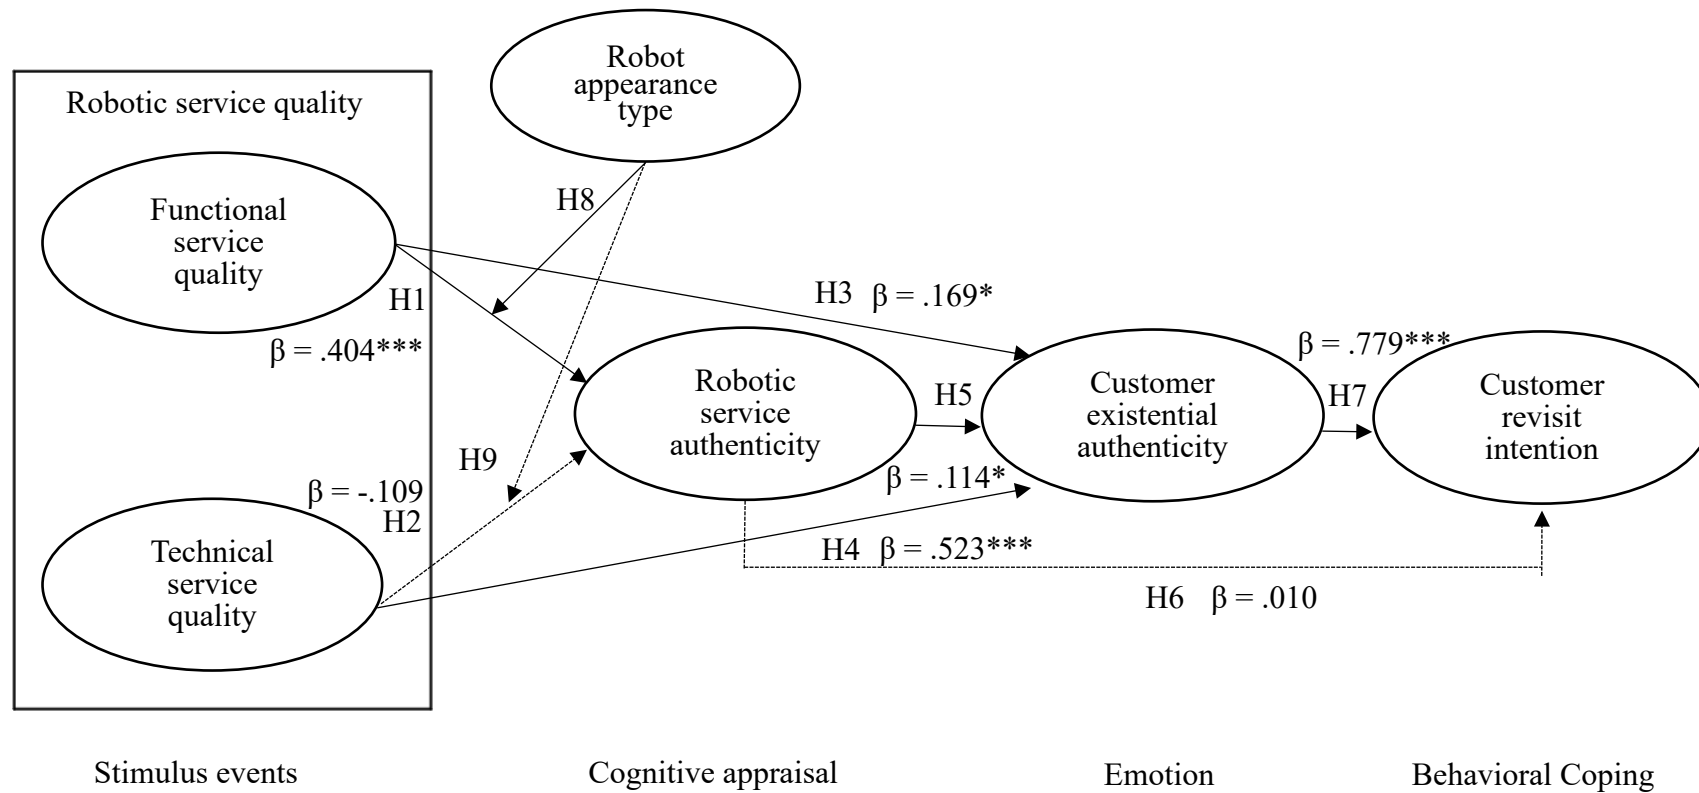 Robot
appearance
type
Robotic service quality
Functional
service
quality
H8
H1
β = .404***
H3 β = .169*
β = .779***
Robotic
service
authenticity
H5
Customer
existential
authenticity
H7
Customer
revisit
intention
H9
β = .114*
β = -.109
H2
Technical
service
quality
H4 β = .523***
H6 β = .010
Stimulus events
Cognitive appraisal
Emotion
Behavioral Coping